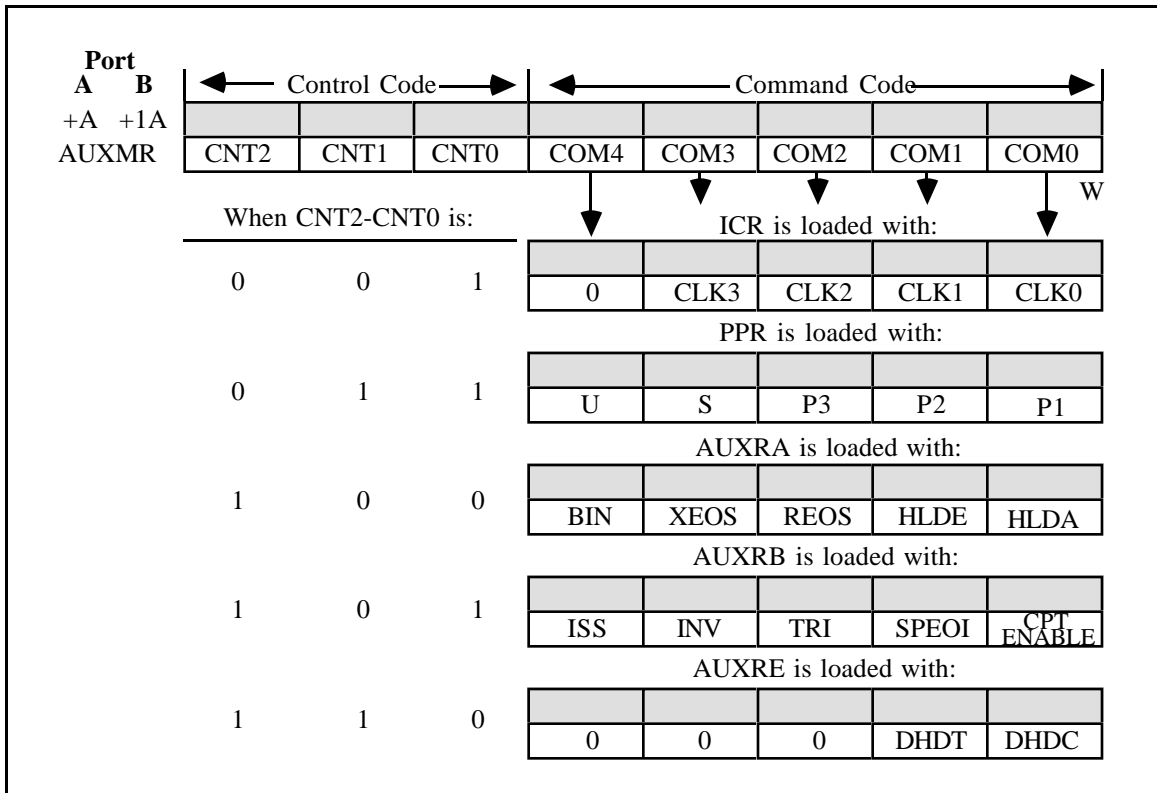 Port
A B
Control Code Command Code
+A +1A
AUXMR CNT2 CNT1 CNT0 COM4 COM3 COM2 COM1 COM0
W
When CNT2-CNT0 is: ICR is loaded with:
0 0 1 0 CLK3 CLK2 CLK1 CLK0
PPR is loaded with:
0 1 1 U S P3 P2 P1
AUXRA is loaded with:
1 0 0 BIN XEOS REOS HLDE HLDA
AUXRB is loaded with:
1 0 1 ISS INV TRI SPEOI CPT ENABLE
AUXRE is loaded with:
1 1 0 0 0 0 DHDT DHDC